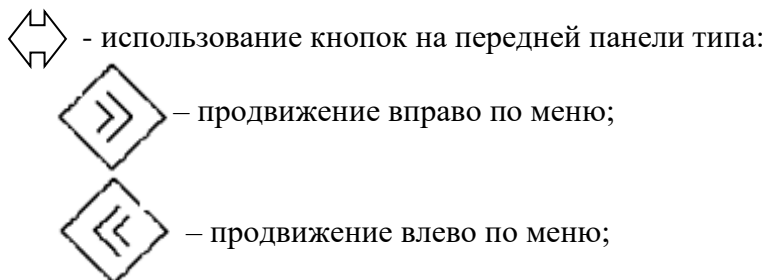 - использование кнопок на передней панели типа:
– продвижение вправо по меню;
– продвижение влево по меню;